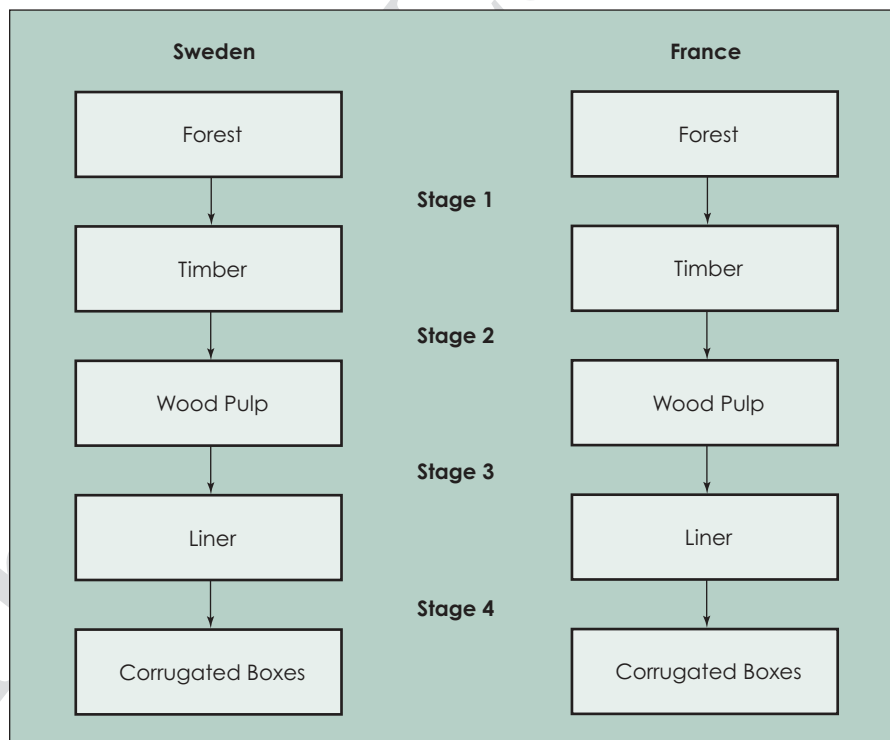 Sweden
France
Forest
Forest
Stage 1
Timber
Timber
Stage 2
Wood Pulp
Wood Pulp
Stage 3
Liner
Liner
Stage 4
Corrugated Boxes
Corrugated Boxes